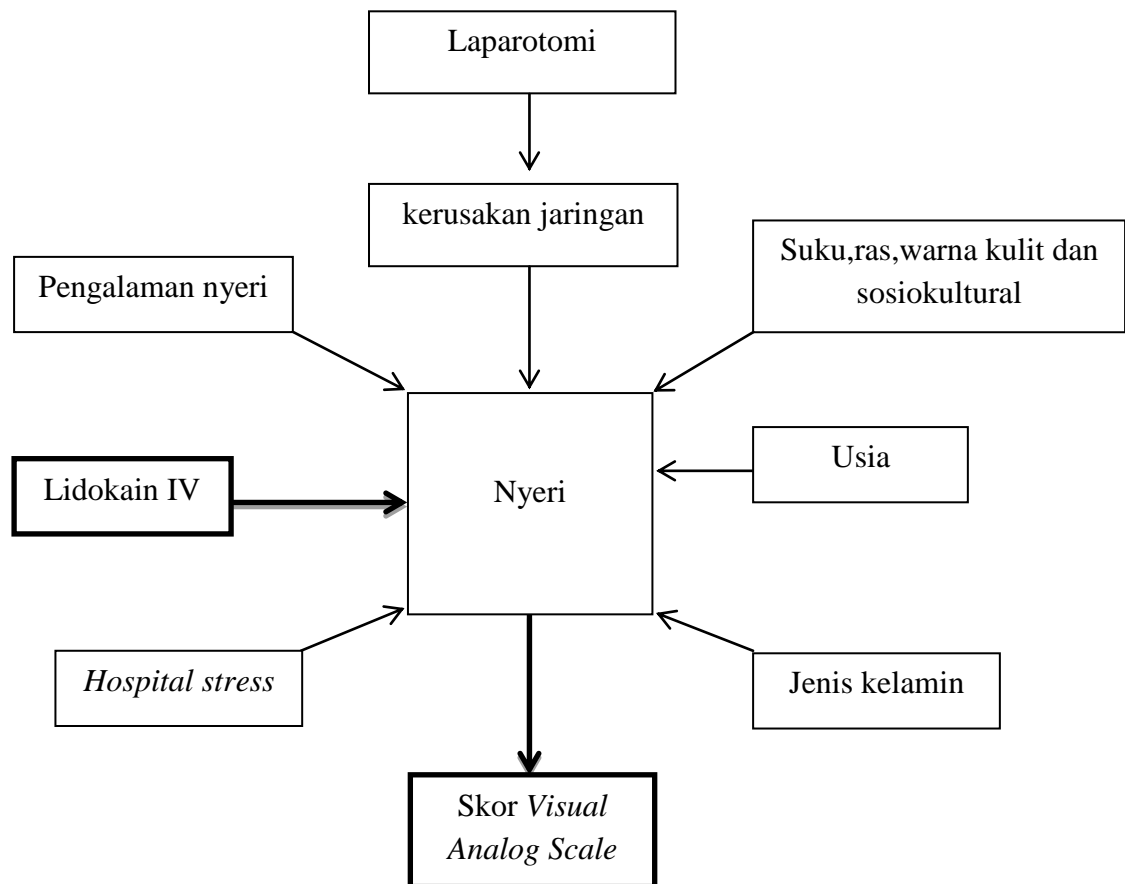 Laparotomi
kerusakan jaringan
Suku,ras,warna kulit dan
sosiokultural
Pengalaman nyeri
Usia
Lidokain IV
Nyeri
Hospital stress
Jenis kelamin
Skor Visual
Analog Scale